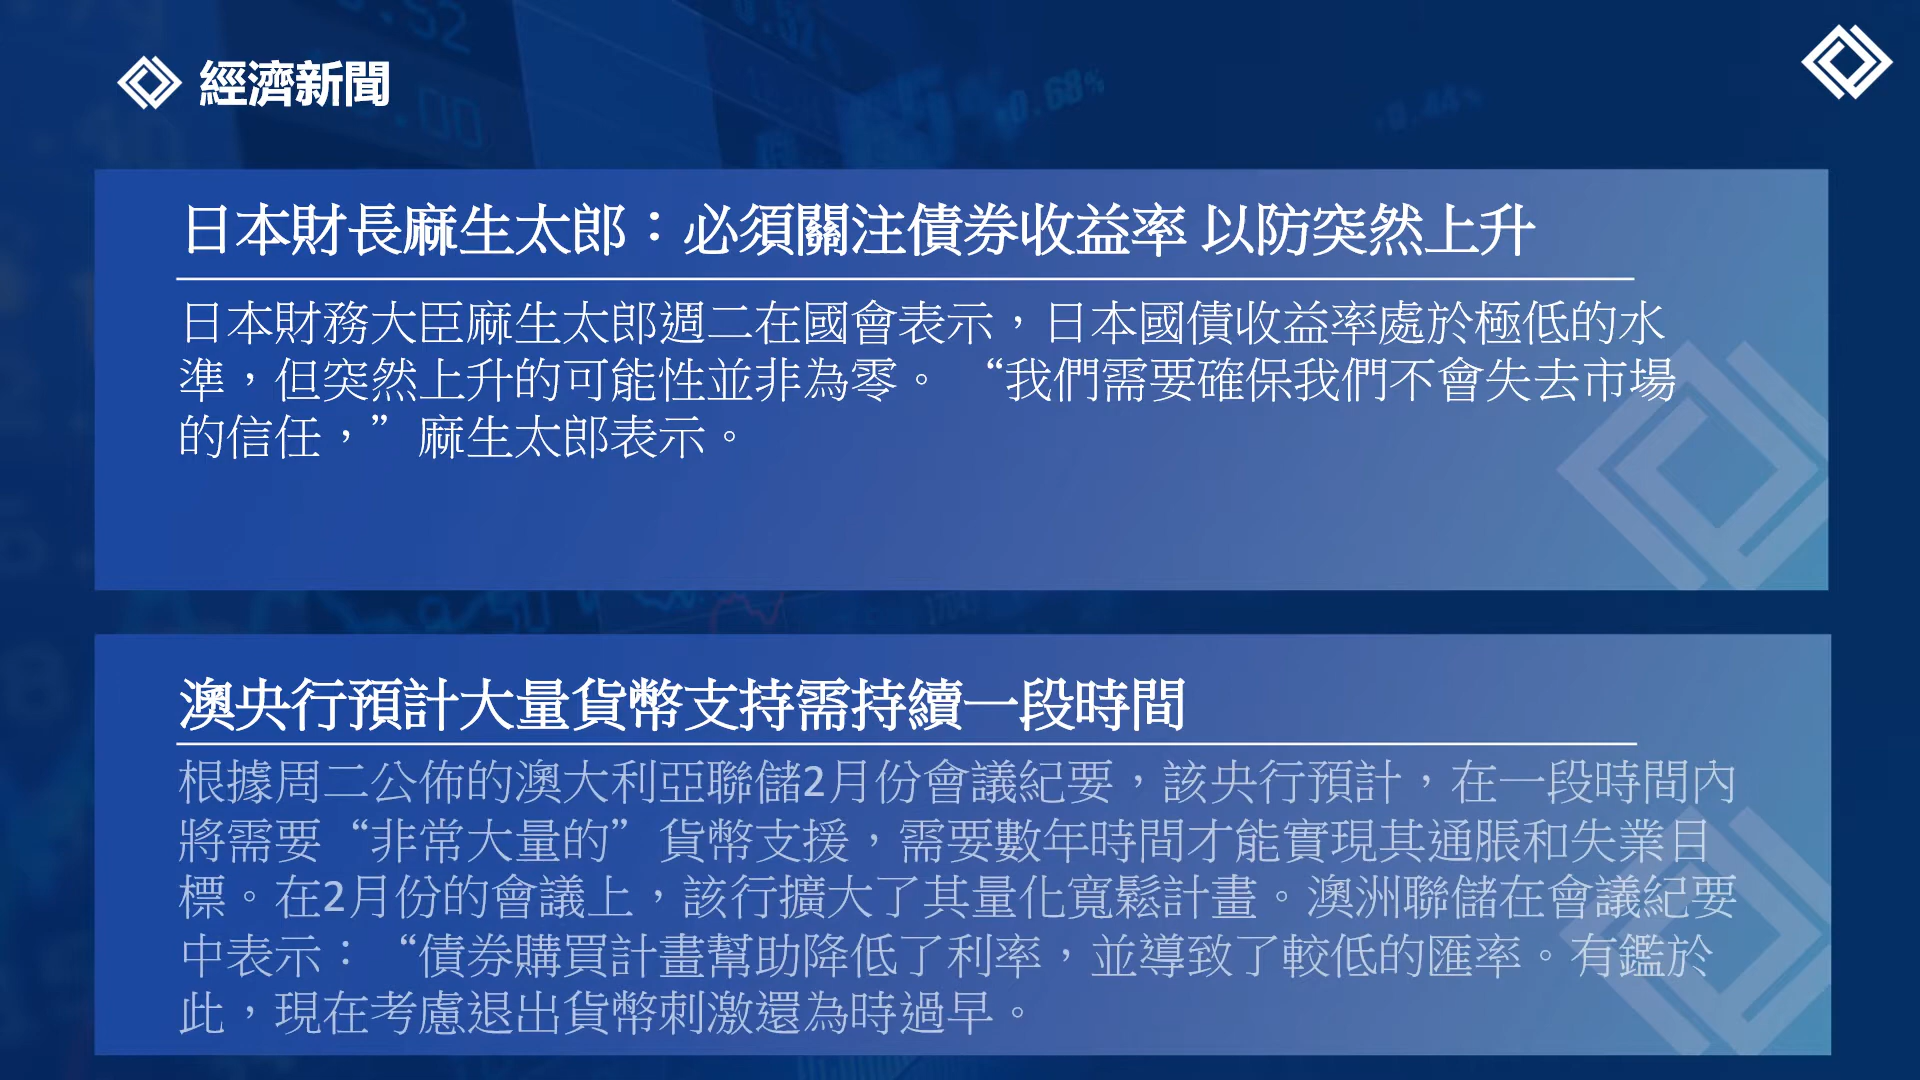 經濟新聞
日本財長麻生太郎：必須關注債券收益率 以防突然上升
日本財務大臣麻生太郎週二在國會表示，日本國債收益率處於極低的水
準，但突然上升的可能性並非為零。 “我們需要確保我們不會失去市場
的信任，” 麻生太郎表示。
澳央行預計大量貨幣支持需持續一段時間
根據周二公佈的澳大利亞聯儲2月份會議紀要，該央行預計，在一段時間內
將需要“非常大量的” 貨幣支援，需要數年時間才能實現其通脹和失業目
標。在2月份的會議上，該行擴大了其量化寬鬆計畫。澳洲聯儲在會議紀要
中表示： “債券購買計畫幫助降低了利率，並導致了較低的匯率。有鑑於
此，現在考慮退出貨幣刺激還為時過早。